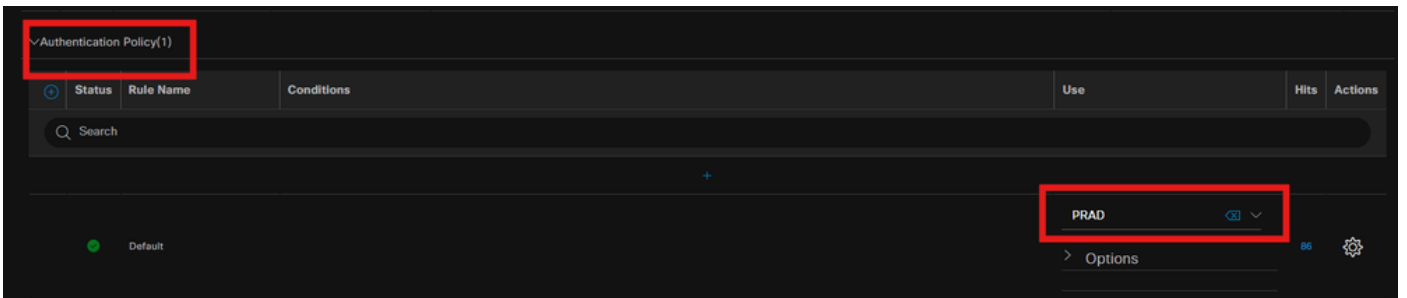 Authentication Policy(1)
Status Rule Name Conditions Use Hits Actions
Search
+
PRAD
Default 86
Options